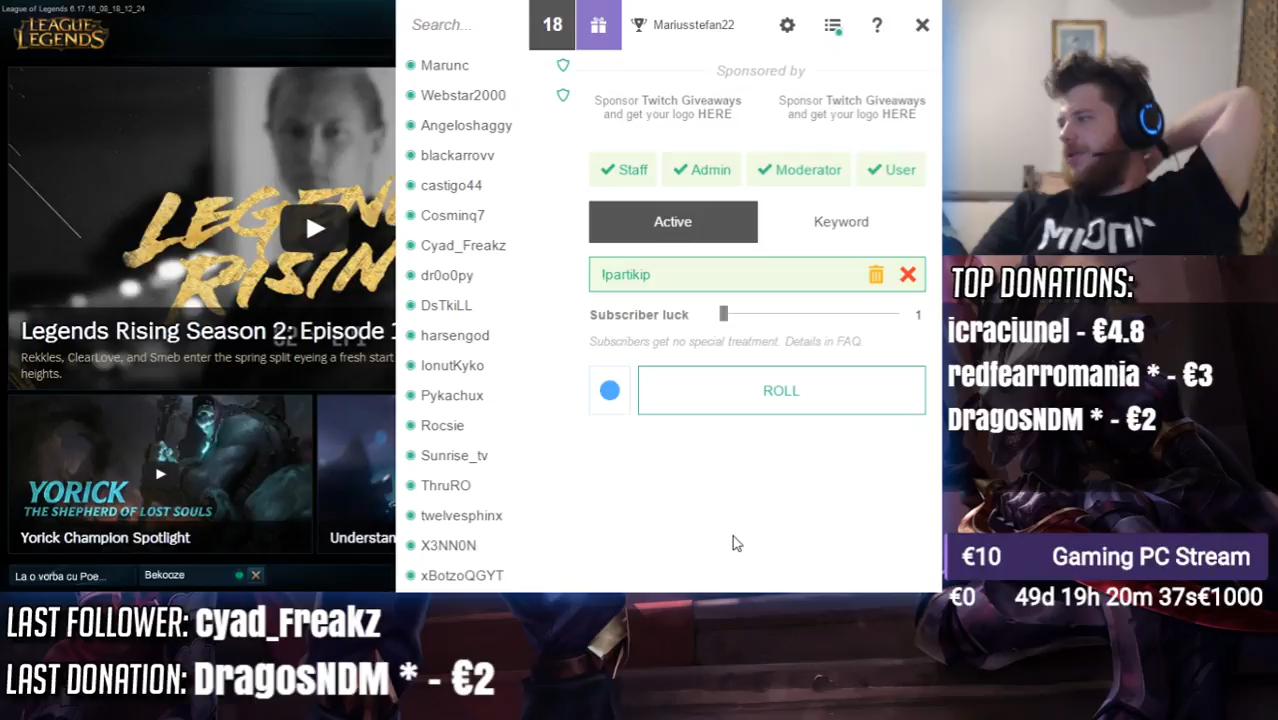 League of Legends 6.17.16_08_18_12_24
LEAGUE OF LEGENDS
LEGENDS
RISING
Legends Rising Season 2: Episode 1
Rekkles, ClearLove, and Smeb enter the spring split eyeing a fresh start
heights.
YORICK
THE SHEPHERD OF LOST SOULS
Yorick Champion Spotlight
Understan
La o vorba cu Poe...
Bekooze
Search...
18
Mariusstefan22
?
Marunc
Webstar2000
Angeloshaggy
blackarrovv
castigo44
Cosminq7
Cyad_Freakz
dr0o0py
DsTkiLL
harsengod
IonutKyko
Pykachux
Rocsie
Sunrise_tv
ThruRO
twelvesphinx
X3NN0N
xBotzoQGYT
Sponsored by
Sponsor Twitch Giveaways
and get your logo HERE
Sponsor Twitch Giveaways
and get your logo HERE
Staff
Admin
Moderator
User
Active
Keyword
!partikip
Subscriber luck
1
Subscribers get no special treatment. Details in FAQ.
ROLL
TOP DONATIONS:
icraciunel - €4.8
redfearromania * - €3
DragosNDM * - €2
€10 Gaming PC Stream
€0 49d 19h 20m 37s €1000
LAST FOLLOWER: Cyad_Freakz
LAST DONATION: DragosNDM * - €2